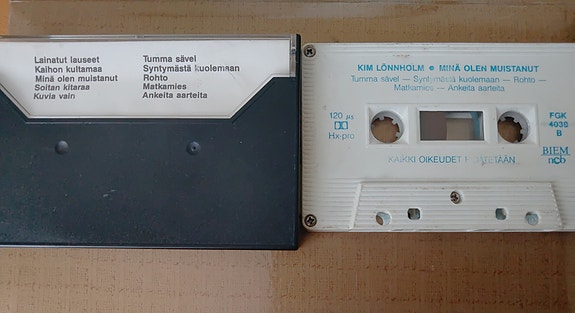 Lainatut lauseet
Kaihon kultamaa
Minä olen muistanut
Soitan kitaraa
Kuvia vain
Tumma sävel
Syntymästä kuolemaan
Rohto
Matkamies
Ankeita aarteita
KIM LÖNNHOLM • MINÄ OLEN MUISTANUT
Tumma sävel — Syntymästä kuolemaan — Rohto —
Matkamies — Ankeita aarteita
120 µs
Hx-pro
FGK
4036
B
BIEM
ncb
KAIKKI OIKEUDET